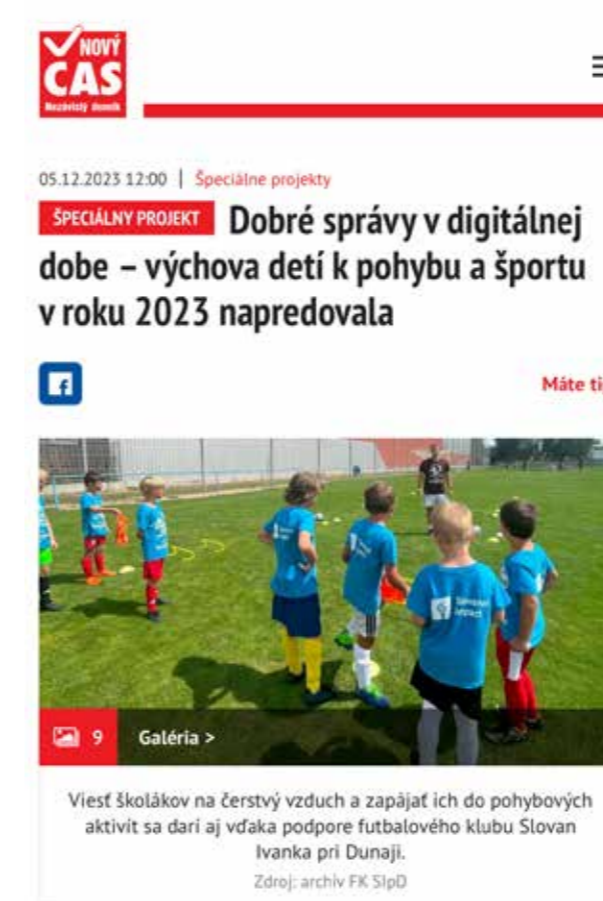 NOVÝ
ČAS
Nezávislý denník
05.12.2023 12:00 | Špeciálne projekty
ŠPECIÁLNY PROJEKT Dobré správy v digitálnej
dobe – výchova detí k pohybu a športu
v roku 2023 napredovala
f
Máte ti
9 Galéria >
Viesť školákov na čerstvý vzduch a zapájať ich do pohybových
aktivít sa darí aj vďaka podpore futbalového klubu Slovan
Ivanka pri Dunaji.
Zdroj: archív FK SIpD